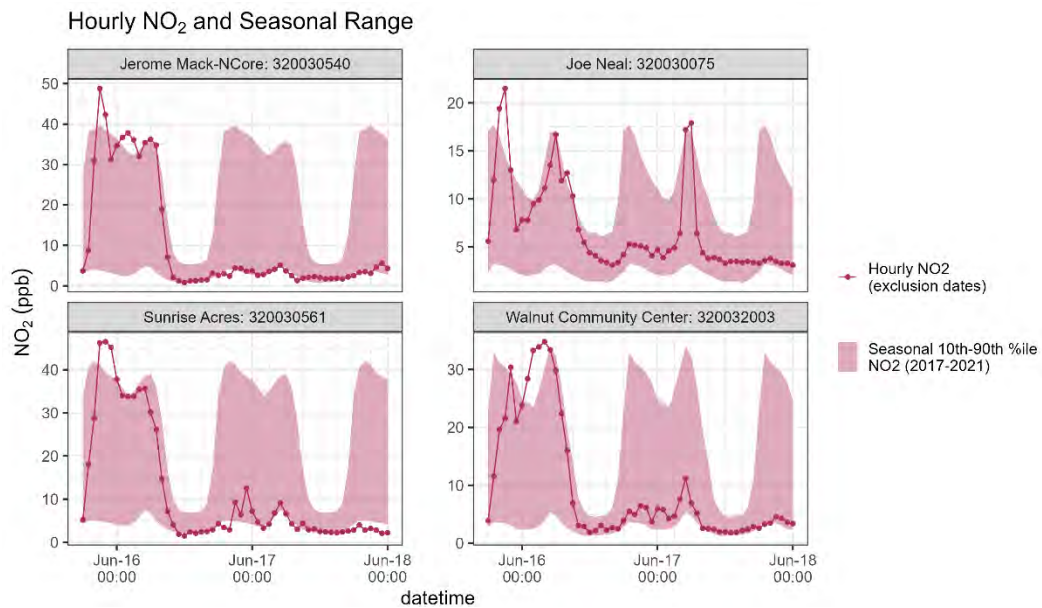 Hourly NO₂ and Seasonal Range
Jerome Mack-NCore: 320030540
Joe Neal: 320030075
50
40
30
20
10
0
20
15
10
5
Sunrise Acres: 320030561
Walnut Community Center: 320032003
40
30
20
10
0
30
20
10
0
NO₂ (ppb)
Jun-16
00:00
Jun-17
00:00
Jun-18
00:00
Jun-16
00:00
Jun-17
00:00
Jun-18
00:00
datetime
Hourly NO2
(exclusion dates)
Seasonal 10th-90th %ile
NO2 (2017-2021)